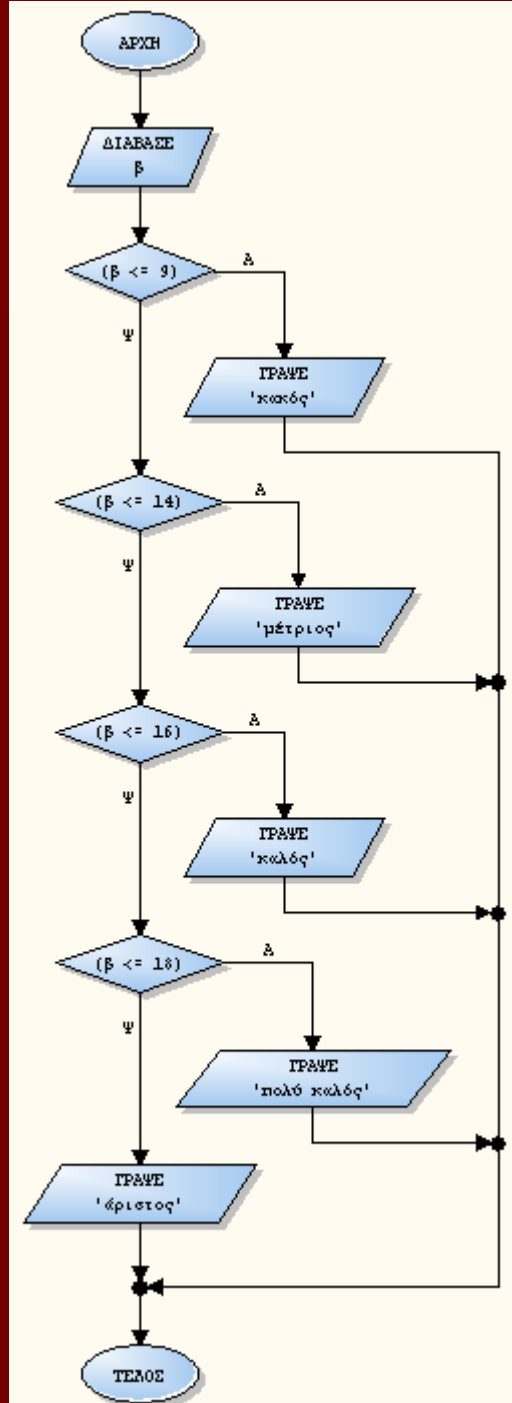 ΑΡΧΗ
ΔΙΑΒΑΣΕ
β
(β <= 9)
Α
Ψ
ΓΡΑΨΕ
'κακός'
(β <= 14)
Α
Ψ
ΓΡΑΨΕ
'μέτριος'
(β <= 16)
Α
Ψ
ΓΡΑΨΕ
'καλός'
(β <= 18)
Α
Ψ
ΓΡΑΨΕ
'πολύ καλός'
ΓΡΑΨΕ
'άριστος'
ΤΕΛΟΣ